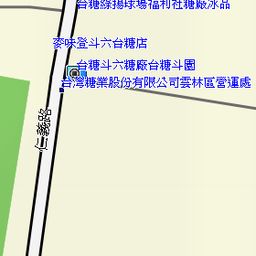 台糖綠揚球場福利社糖廠冰品
麥味登斗六台糖店
台糖斗六糖廠台糖斗園
台灣糖業股份有限公司雲林區營運處
仁義路